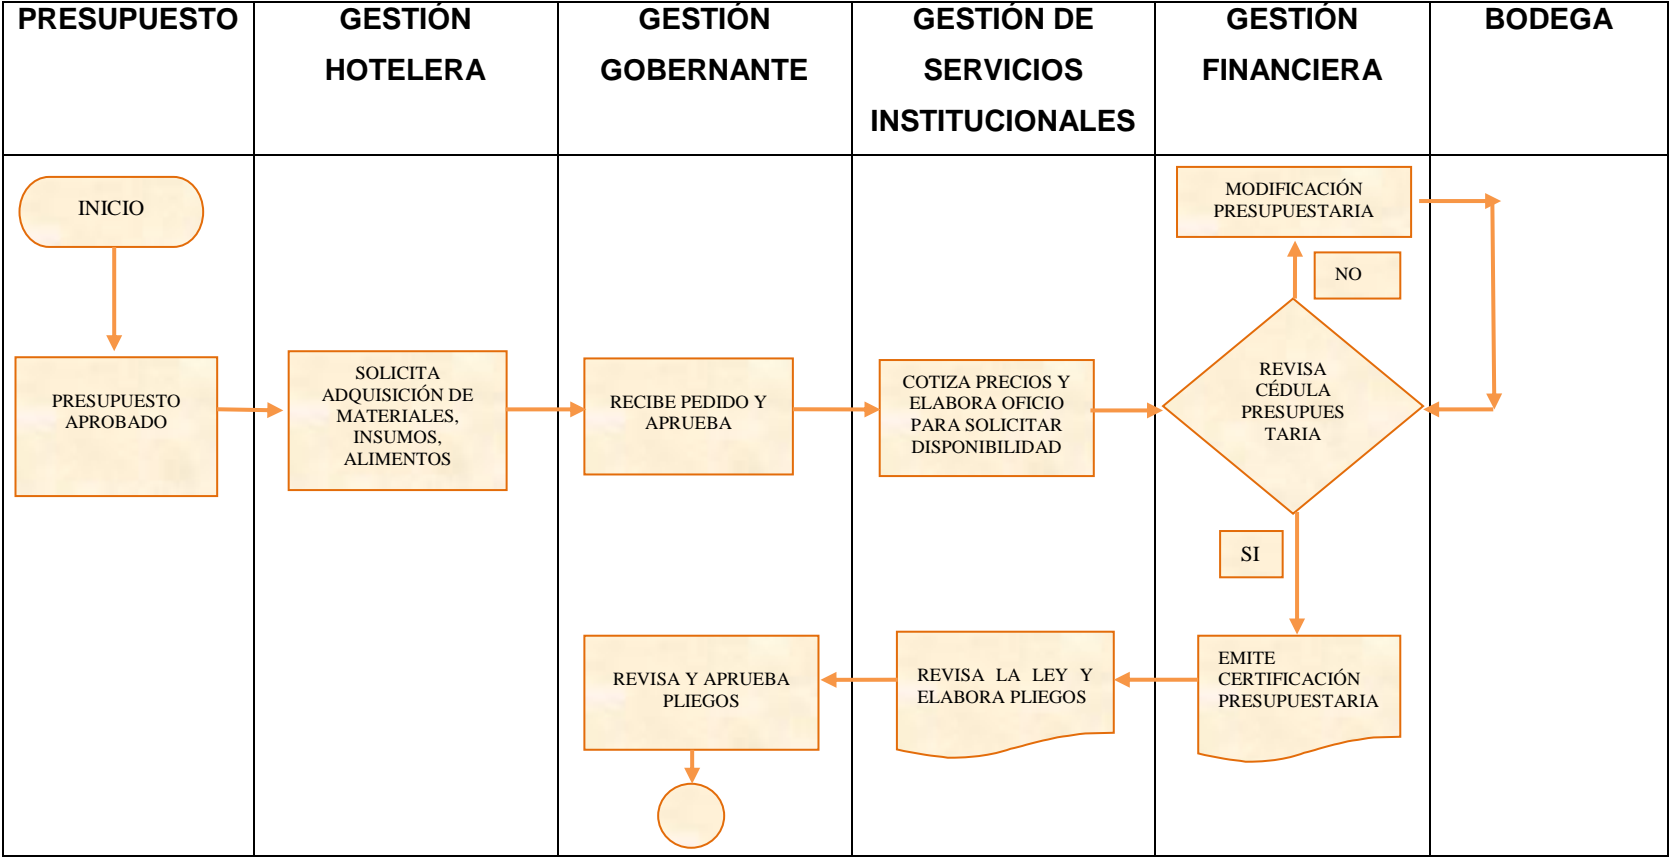 PRESUPUESTO
GESTIÓN
HOTELERA
GESTIÓN
GOBERNANTE
GESTIÓN DE
SERVICIOS
INSTITUCIONALES
GESTIÓN
FINANCIERA
BODEGA
INICIO
MODIFICACIÓN
PRESUPUESTARIA
NO
PRESUPUESTO
APROBADO
SOLICITA
ADQUISICIÓN DE
MATERIALES,
INSUMOS,
ALIMENTOS
RECIBE PEDIDO Y
APRUEBA
COTIZA PRECIOS Y
ELABORA OFICIO
PARA SOLICITAR
DISPONIBILIDAD
REVISA
CÉDULA
PRESUPUES
TARIA
SI
REVISA Y APRUEBA
PLIEGOS
REVISA LA LEY Y
ELABORA PLIEGOS
EMITE
CERTIFICACIÓN
PRESUPUESTARIA